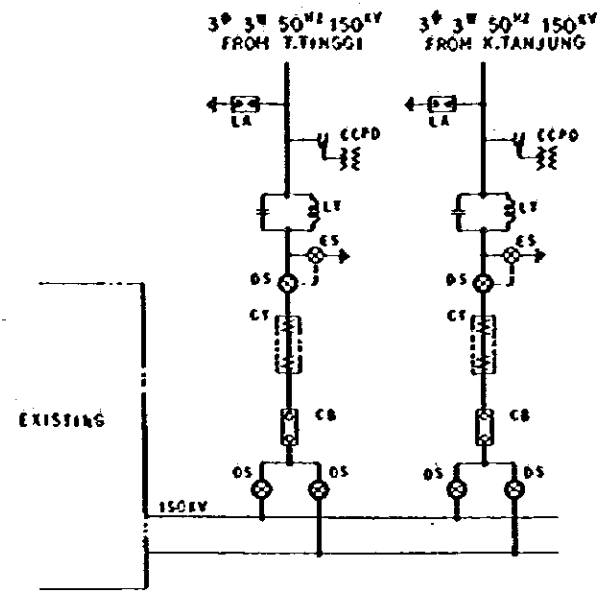 3φ 3W 50HZ 150KV
FROM T.TINGGI
3φ 3W 50HZ 150KV
FROM K.TANJUNG
LA
CCPD
LA
CCPD
LT
LT
ES
ES
DS
DS
CT
CT
EXISTING
CB
CB
DS
DS
DS
DS
150KV